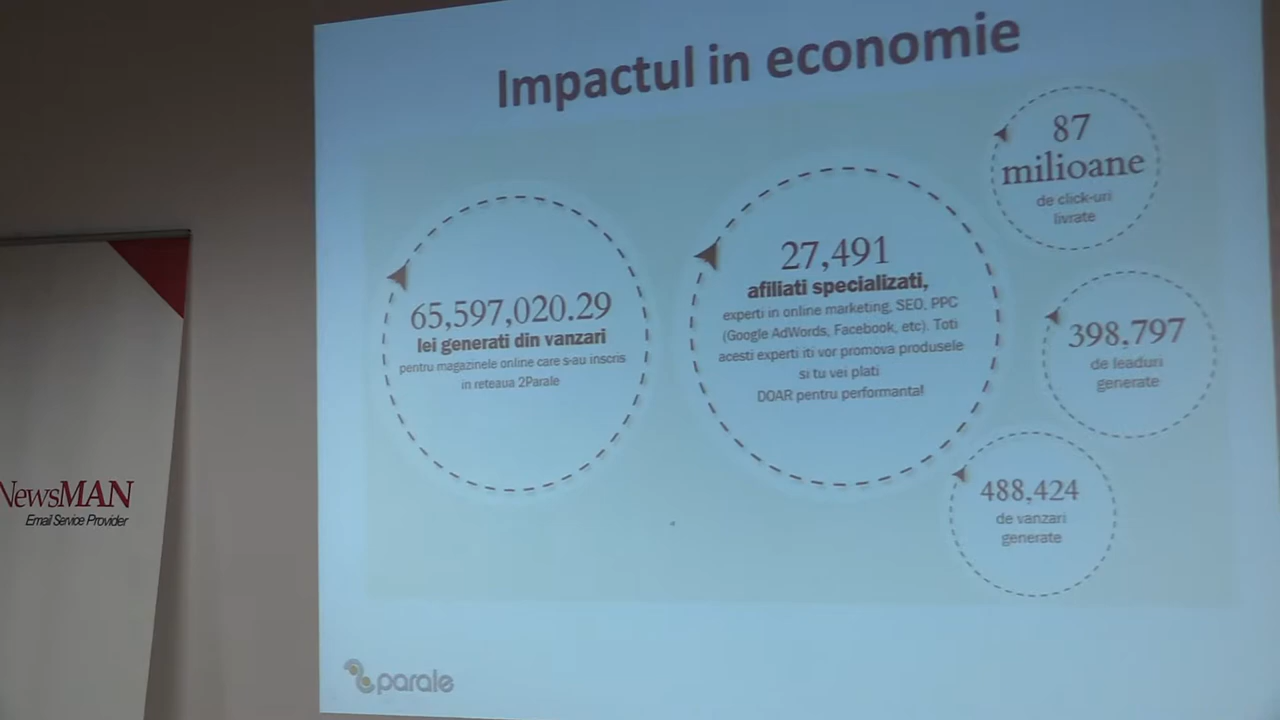 Impactul in economie
65,597,020.29
lei generati din vanzari
pentru magazinele online care s-au inscris
in reteaua 2Parale
27,491
afiliati specializati,
experti in online marketing, SEO, PPC
(Google AdWords, Facebook, etc). Toti
acesti experti iti vor promova produsele
si tu vei plati
DOAR pentru performanta!
87
milioane
de click-uri
livrate
398,797
de leaduri
generate
488,424
de vanzari
generate
2parale
NewsMAN
Email Service Provider